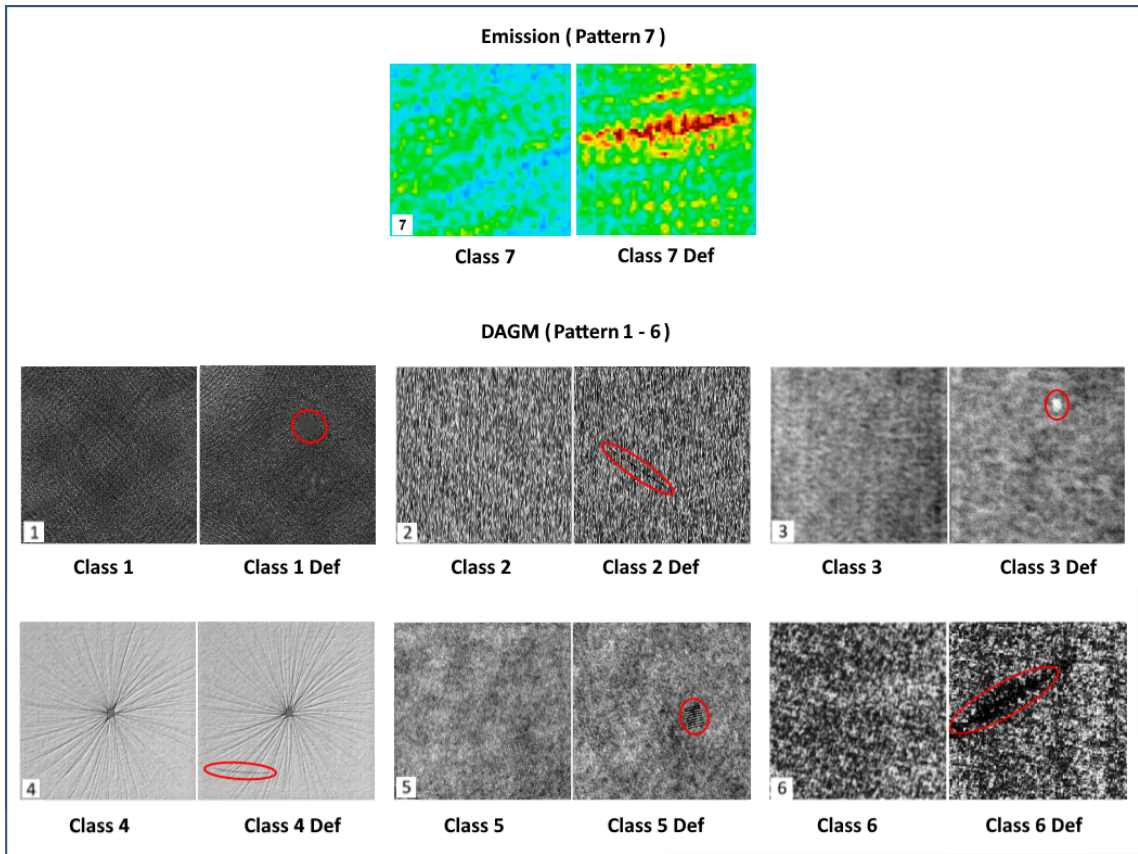 Emission ( Pattern 7 )
7
Class 7 Class 7 Def
DAGM ( Pattern 1 - 6 )
1 2 3
Class 1 Class 1 Def Class 2 Class 2 Def Class 3 Class 3 Def
4 5 6
Class 4 Class 4 Def Class 5 Class 5 Def Class 6 Class 6 Def